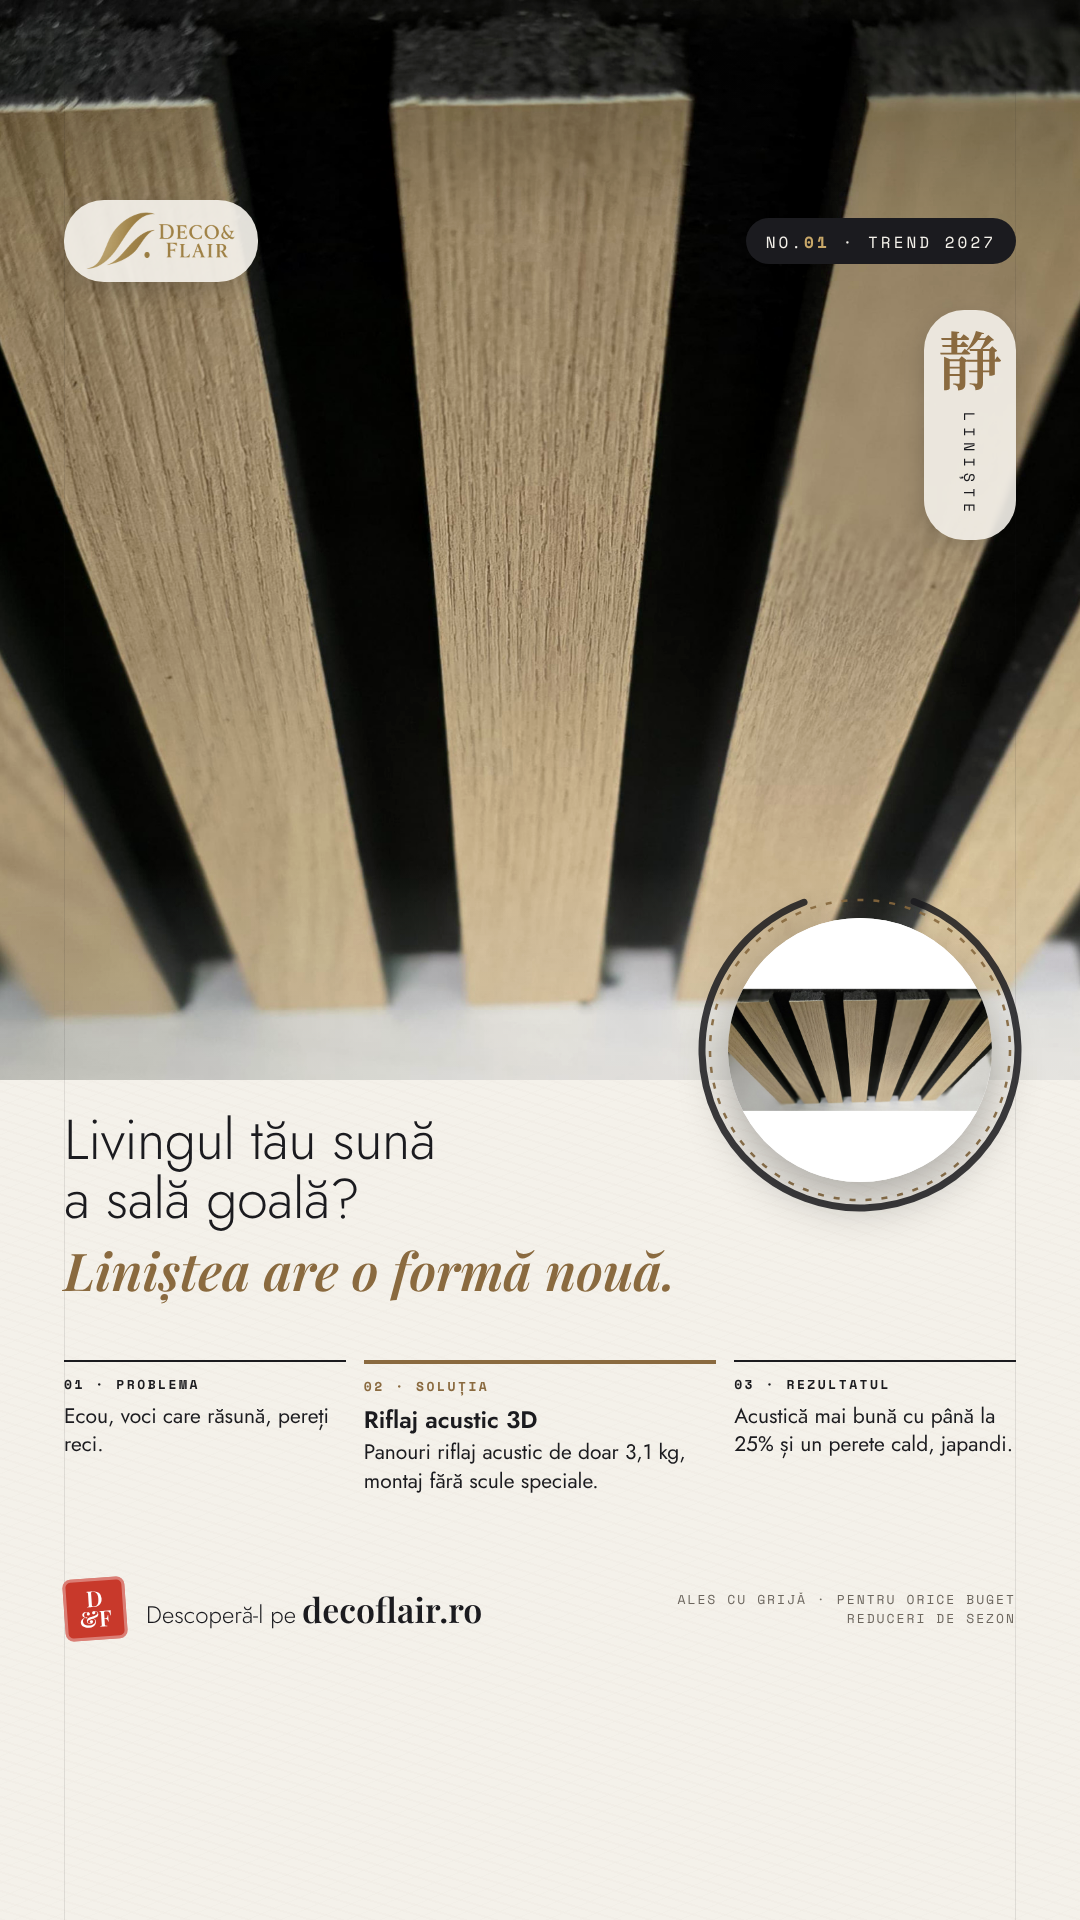 DECO&
FLAIR
NO.01 · TREND 2027
静
LINIȘTE
Livingul tău sună
a sală goală?
Liniștea are o formă nouă.
01 · PROBLEMA
Ecou, voci care răsună, pereți
reci.
02 · SOLUȚIA
Riflaj acustic 3D
Panouri riflaj acustic de doar 3,1 kg,
montaj fără scule speciale.
03 · REZULTATUL
Acustică mai bună cu până la
25% și un perete cald, japandi.
D
&F
Descoperă-l pe decoflair.ro
ALES CU GRIJĂ · PENTRU ORICE BUGET
REDUCERI DE SEZON